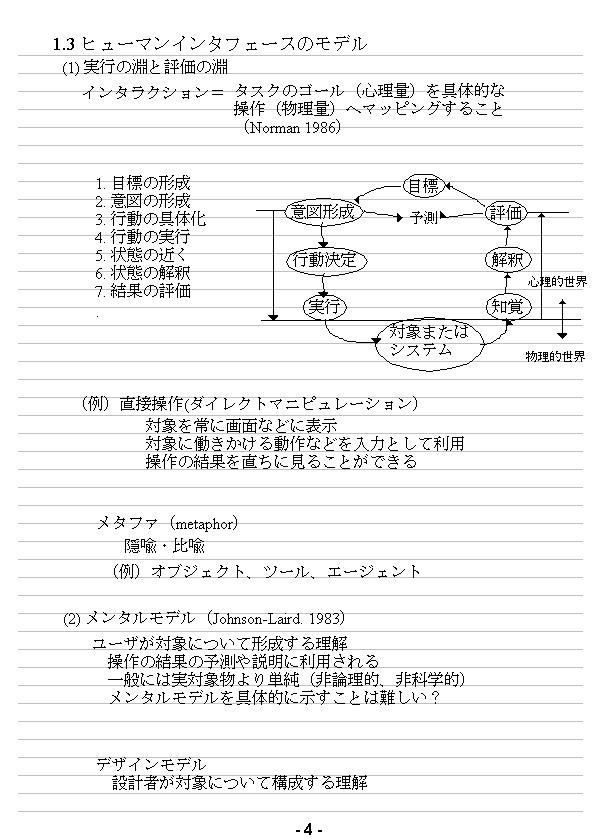 1.3 ヒューマンインタフェースのモデル
(1) 実行の淵と評価の淵
インタラクション＝ タスクのゴール（心理量）を具体的な
操作（物理量）へマッピングすること
（Norman 1986）
1. 目標の形成
2. 意図の形成
3. 行動の具体化
4. 行動の実行
5. 状態の近く
6. 状態の解釈
7. 結果の評価
.
目標
意図形成
予測
評価
行動決定
解釈
心理的世界
実行
知覚
対象または
システム
物理的世界
（例）直接操作(ダイレクトマニピュレーション）
対象を常に画面などに表示
対象に働きかける動作などを入力として利用
操作の結果を直ちに見ることができる
メタファ（metaphor）
隠喩・比喩
（例）オブジェクト、ツール、エージェント
(2) メンタルモデル（Johnson-Laird. 1983）
ユーザが対象について形成する理解
操作の結果の予測や説明に利用される
一般には実対象物より単純（非論理的、非科学的）
メンタルモデルを具体的に示すことは難しい？
デザインモデル
設計者が対象について構成する理解
- 4 -